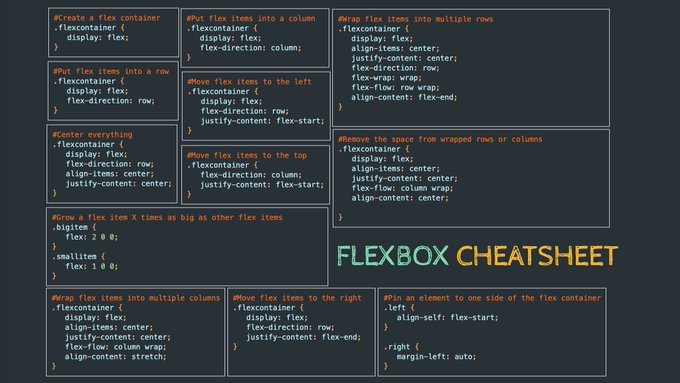 #Create a flex container
.flexcontainer {
display: flex;
}
#Put flex items into a column
.flexcontainer {
display: flex;
flex-direction: column;
}
#Wrap flex items into multiple rows
.flexcontainer {
display: flex;
align-items: center;
justify-content: center;
flex-direction: row;
flex-wrap: wrap;
flex-flow: row wrap;
align-content: flex-end;
}
#Put flex items into a row
.flexcontainer {
display: flex;
flex-direction: row;
}
#Move flex items to the left
.flexcontainer {
display: flex;
flex-direction: row;
justify-content: flex-start;
}
#Center everything
.flexcontainer {
display: flex;
flex-direction: row;
align-items: center;
justify-content: center;
}
#Move flex items to the top
.flexcontainer {
flex-direction: column;
justify-content: flex-start;
}
#Remove the space from wrapped rows or columns
.flexcontainer {
display: flex;
align-items: center;
justify-content: center;
flex-flow: column wrap;
align-content: center;
}
#Grow a flex item X times as big as other flex items
.bigitem {
flex: 2 0 0;
}
.smallitem {
flex: 1 0 0;
}
FLEXBOX CHEATSHEET
#Wrap flex items into multiple columns
.flexcontainer {
display: flex;
align-items: center;
justify-content: center;
flex-flow: column wrap;
align-content: stretch;
}
#Move flex items to the right
.flexcontainer {
display: flex;
flex-direction: row;
justify-content: flex-end;
}
#Pin an element to one side of the flex container
.left {
align-self: flex-start;
}
.right {
margin-left: auto;
}